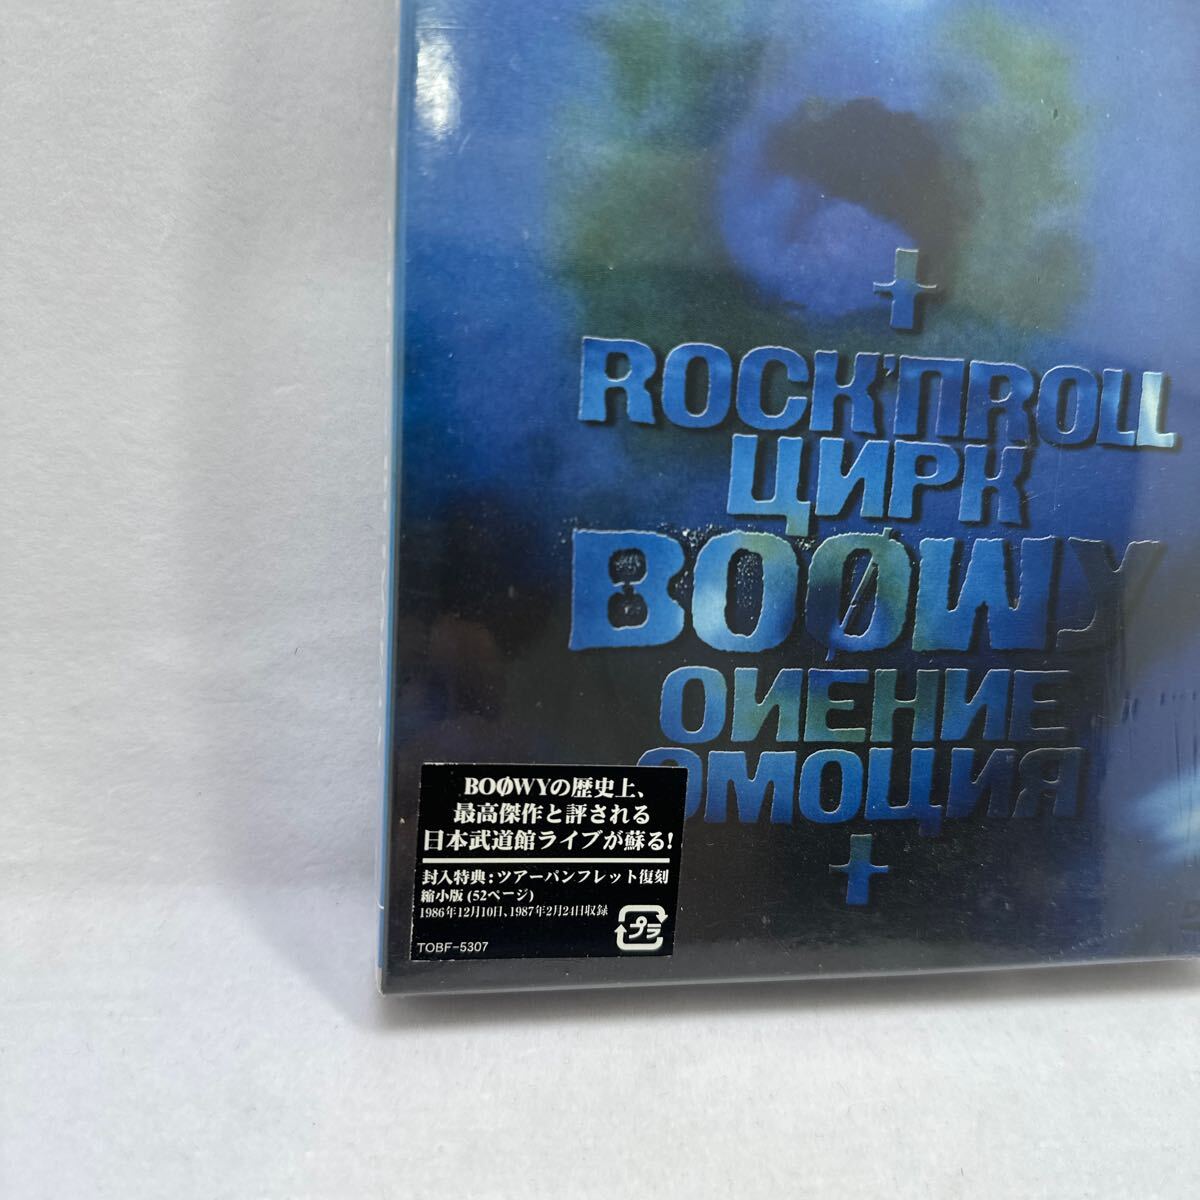 ROCK'ПROLL
ЦИРК
BOØWY
ОИЕНИЕ
ОМОЦИЯ
BOØWYの歴史上、
最高傑作と評される
日本武道館ライブが蘇る!
封入特典:ツアーパンフレット復刻
縮小版(52ページ)
1986年12月10日、1987年2月24日収録
プラ
TOBF-5307